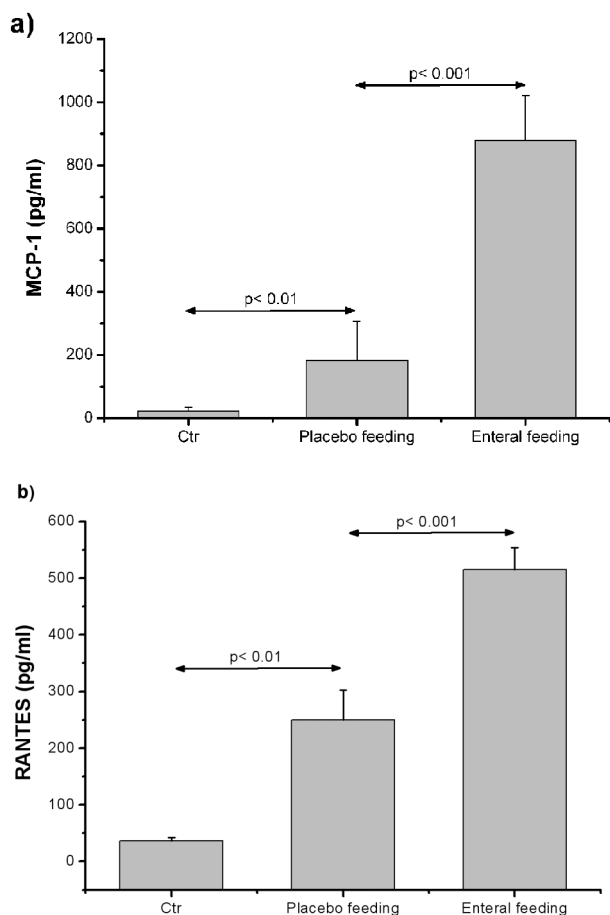 a)
1200
1000
800
600
400
200
0
MCP-1 (pg/ml)
p< 0.001
p< 0.01
Ctr Placebo feeding Enteral feeding
b)
600
500
400
300
200
100
0
RANTES (pg/ml)
p< 0.001
p< 0.01
Ctr Placebo feeding Enteral feeding